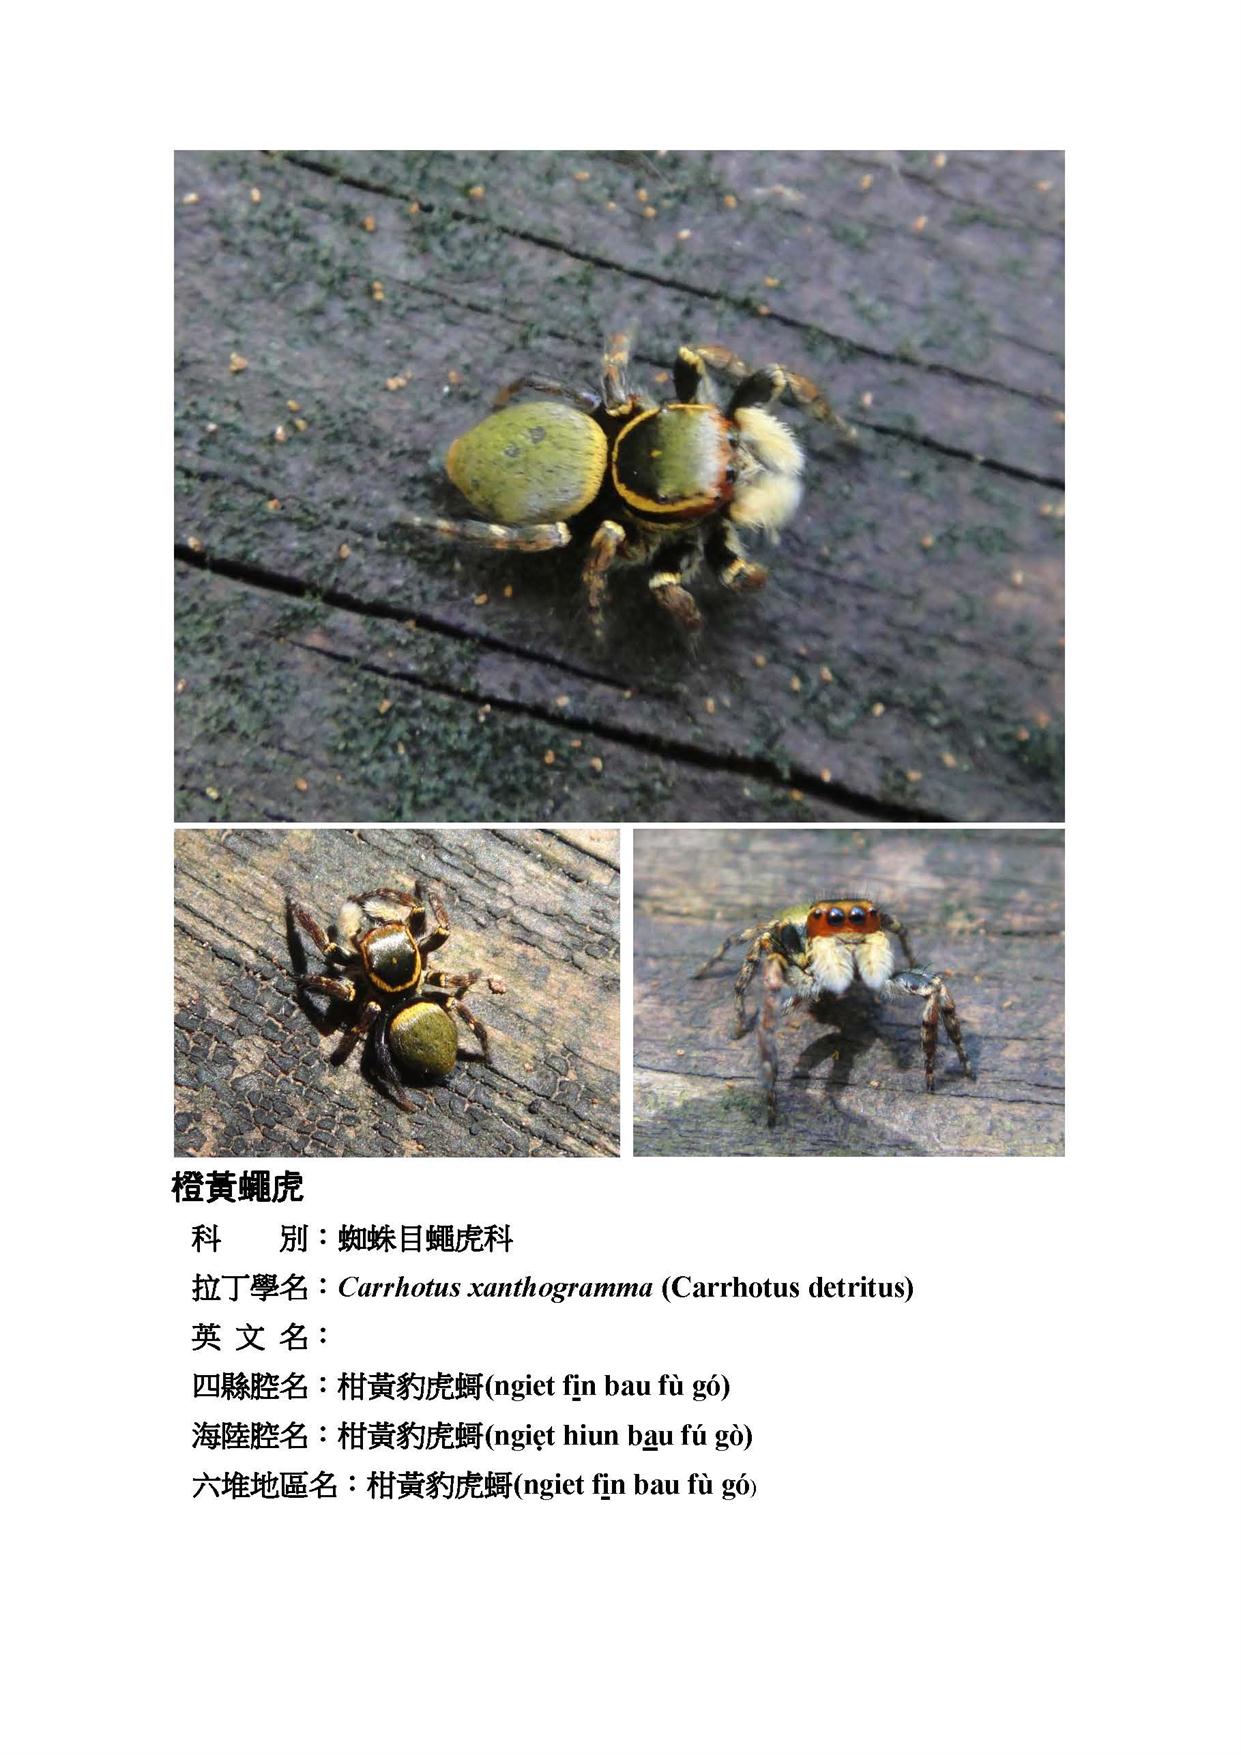 橙黃蠅虎
科　　別：蜘蛛目蠅虎科
拉丁學名：Carrhotus xanthogramma (Carrhotus detritus)
英 文 名：
四縣腔名：柑黃豹虎蟳(ngiet fi̲n bau fù gó)
海陸腔名：柑黃豹虎蟳(ngiẹt hiun ba̲u fú gò)
六堆地區名：柑黃豹虎蟳(ngiet fi̲n bau fù gó)